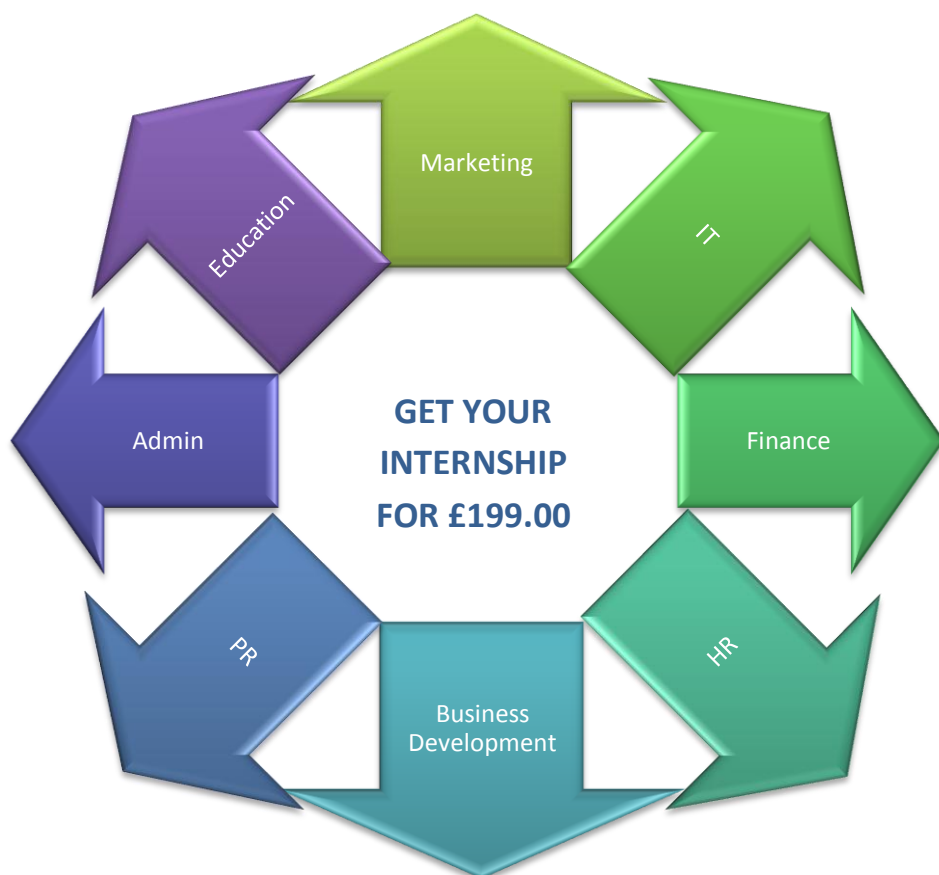 Marketing
IT
Finance
HR
Business
Development
PR
Admin
Education
GET YOUR
INTERNSHIP
FOR £199.00